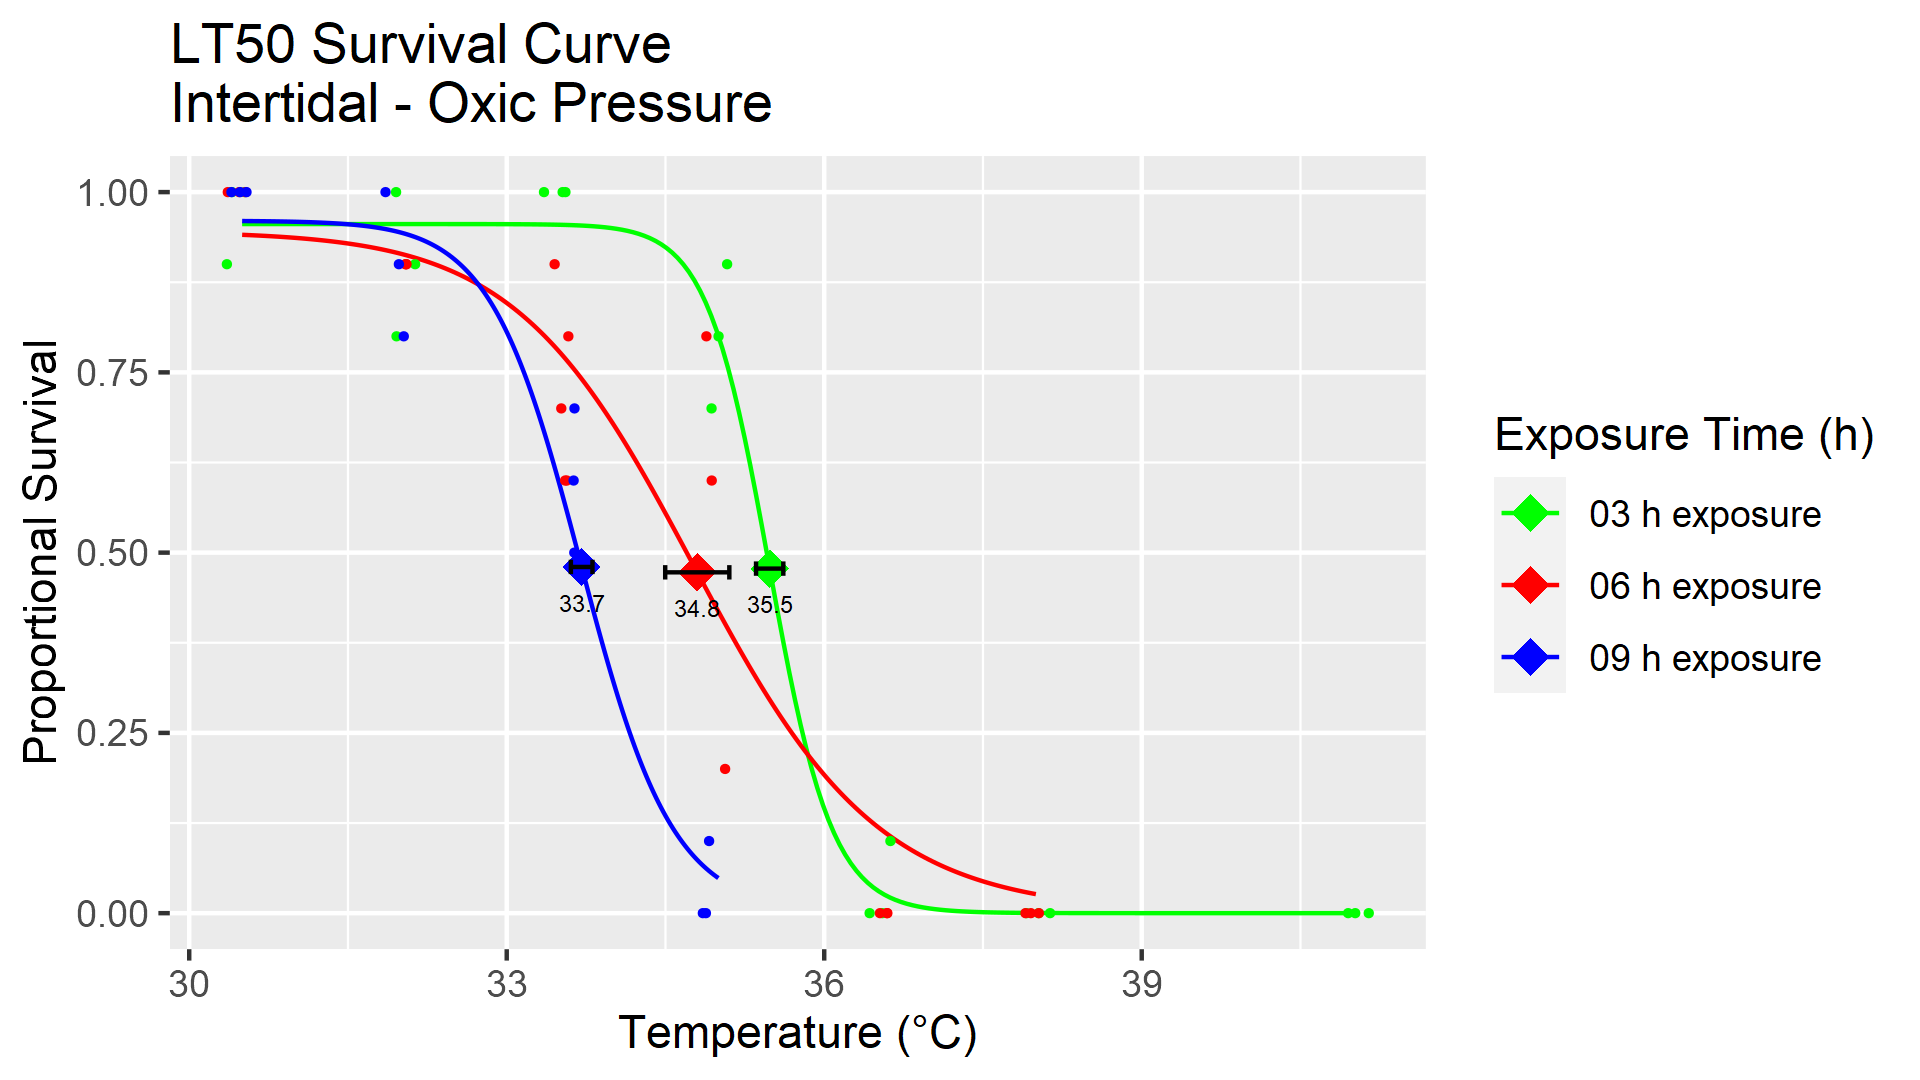 LT50 Survival Curve
Intertidal - Oxic Pressure
Proportional Survival
1.00
0.75
0.50
0.25
0.00
33.7
34.8
35.5
30
33
36
39
Temperature (°C)
Exposure Time (h)
03 h exposure
06 h exposure
09 h exposure